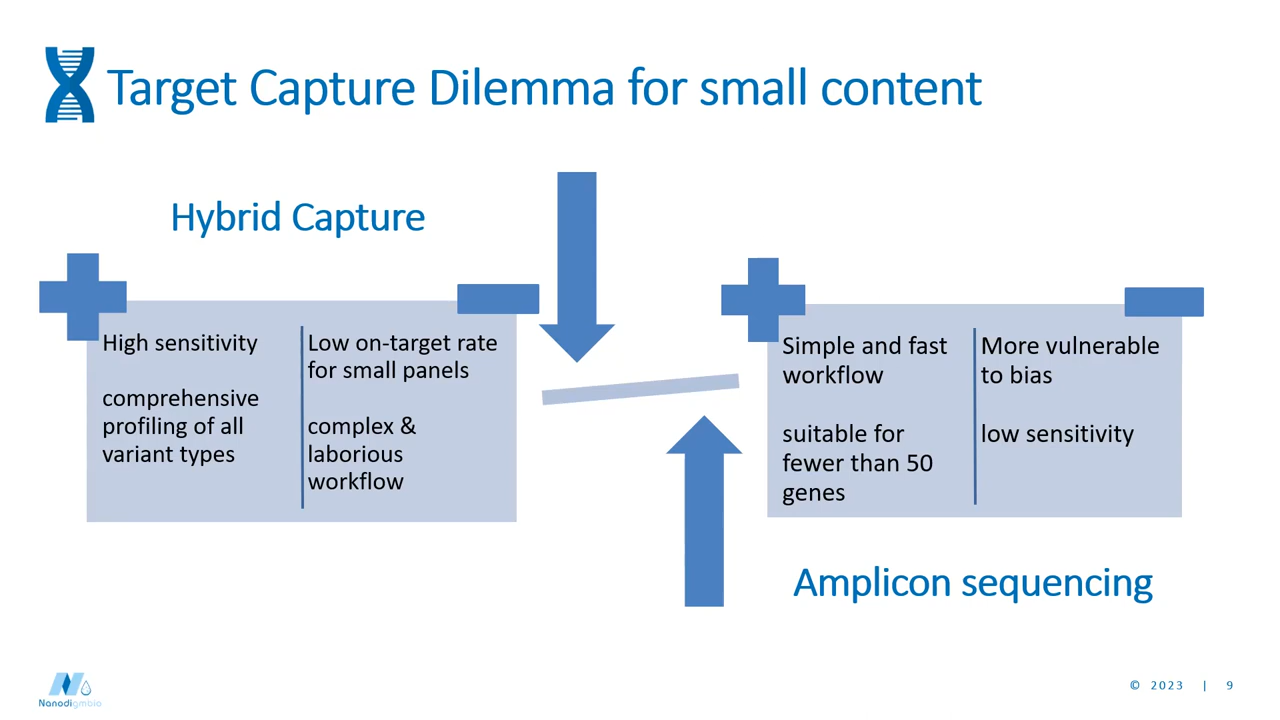 Target Capture Dilemma for small content
Hybrid Capture
High sensitivity
comprehensive
profiling of all
variant types
Low on-target rate
for small panels
complex &
laborious
workflow
Simple and fast
workflow
suitable for
fewer than 50
genes
More vulnerable
to bias
low sensitivity
Amplicon sequencing
Nanodigmbio
© 2023 | 9